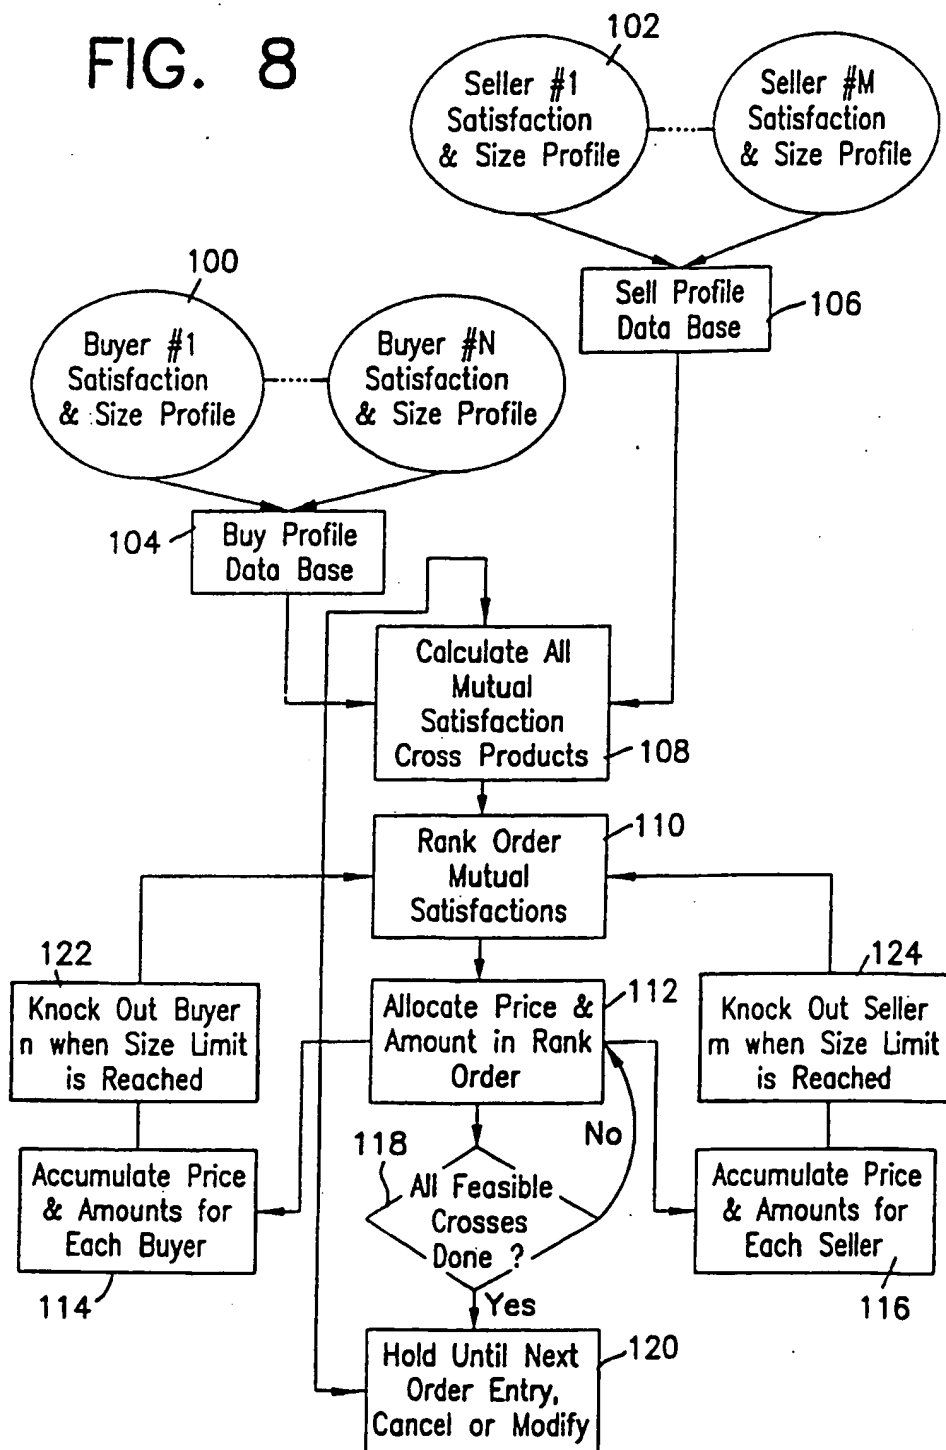 FIG. 8
102
Seller #1
Satisfaction
& Size Profile
Seller #M
Satisfaction
& Size Profile
100
Buyer #1
Satisfaction
& Size Profile
Buyer #N
Satisfaction
& Size Profile
Sell Profile
Data Base
106
104
Buy Profile
Data Base
Calculate All
Mutual
Satisfaction
Cross Products
108
110
Rank Order
Mutual
Satisfactions
122
Knock Out Buyer
n when Size Limit
is Reached
112
Allocate Price &
Amount in Rank
Order
124
Knock Out Seller
m when Size Limit
is Reached
No
118
All Feasible
Crosses
Done ?
Accumulate Price
& Amounts for
Each Buyer
114
Accumulate Price
& Amounts for
Each Seller
116
Yes
Hold Until Next
Order Entry,
Cancel or Modify
120